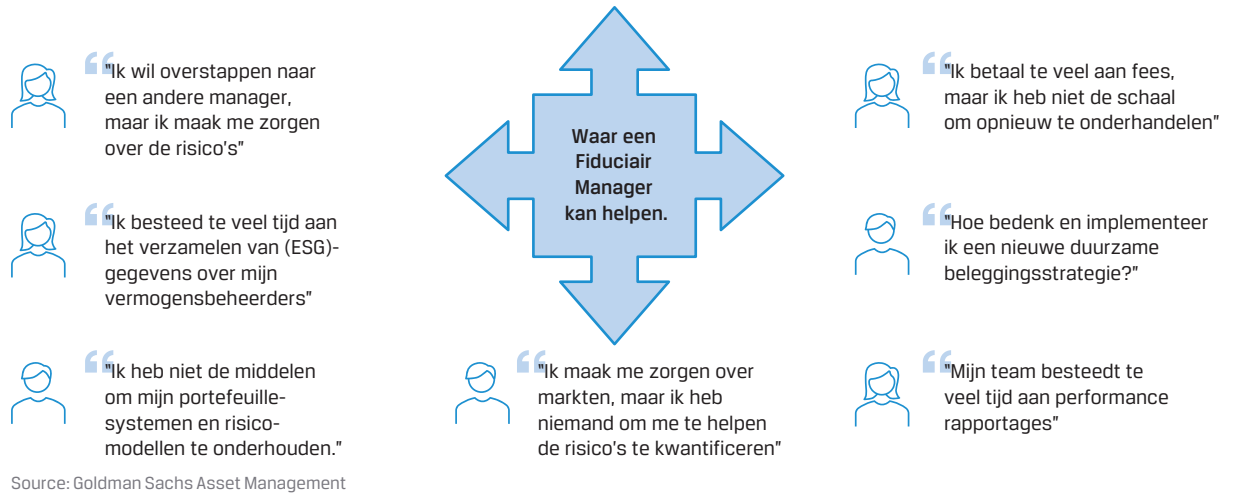 "Ik wil overstappen naar
een andere manager,
maar ik maak me zorgen
over de risico's"
"Ik besteed te veel tijd aan
het verzamelen van (ESG)-
gegevens over mijn
vermogensbeheerders"
"Ik heb niet de middelen
om mijn portefeuille-
systemen en risico-
modellen te onderhouden."
Waar een
Fiduciair
Manager
kan helpen.
"Ik maak me zorgen over
markten, maar ik heb
niemand om me te helpen
de risico's te kwantificeren"
"Ik betaal te veel aan fees,
maar ik heb niet de schaal
om opnieuw te onderhandelen"
"Hoe bedenk en implementeer
ik een nieuwe duurzame
beleggingsstrategie?"
"Mijn team besteedt te
veel tijd aan performance
rapportages"
Source: Goldman Sachs Asset Management